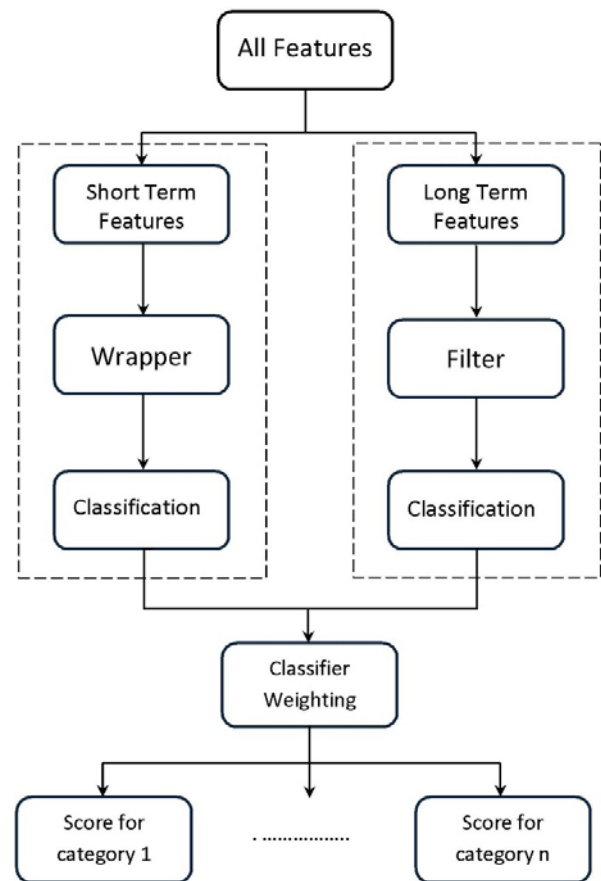 All Features
Short Term
Features
Long Term
Features
Wrapper
Filter
Classification
Classification
Classifier
Weighting
Score for
category 1
. ................
Score for
category n